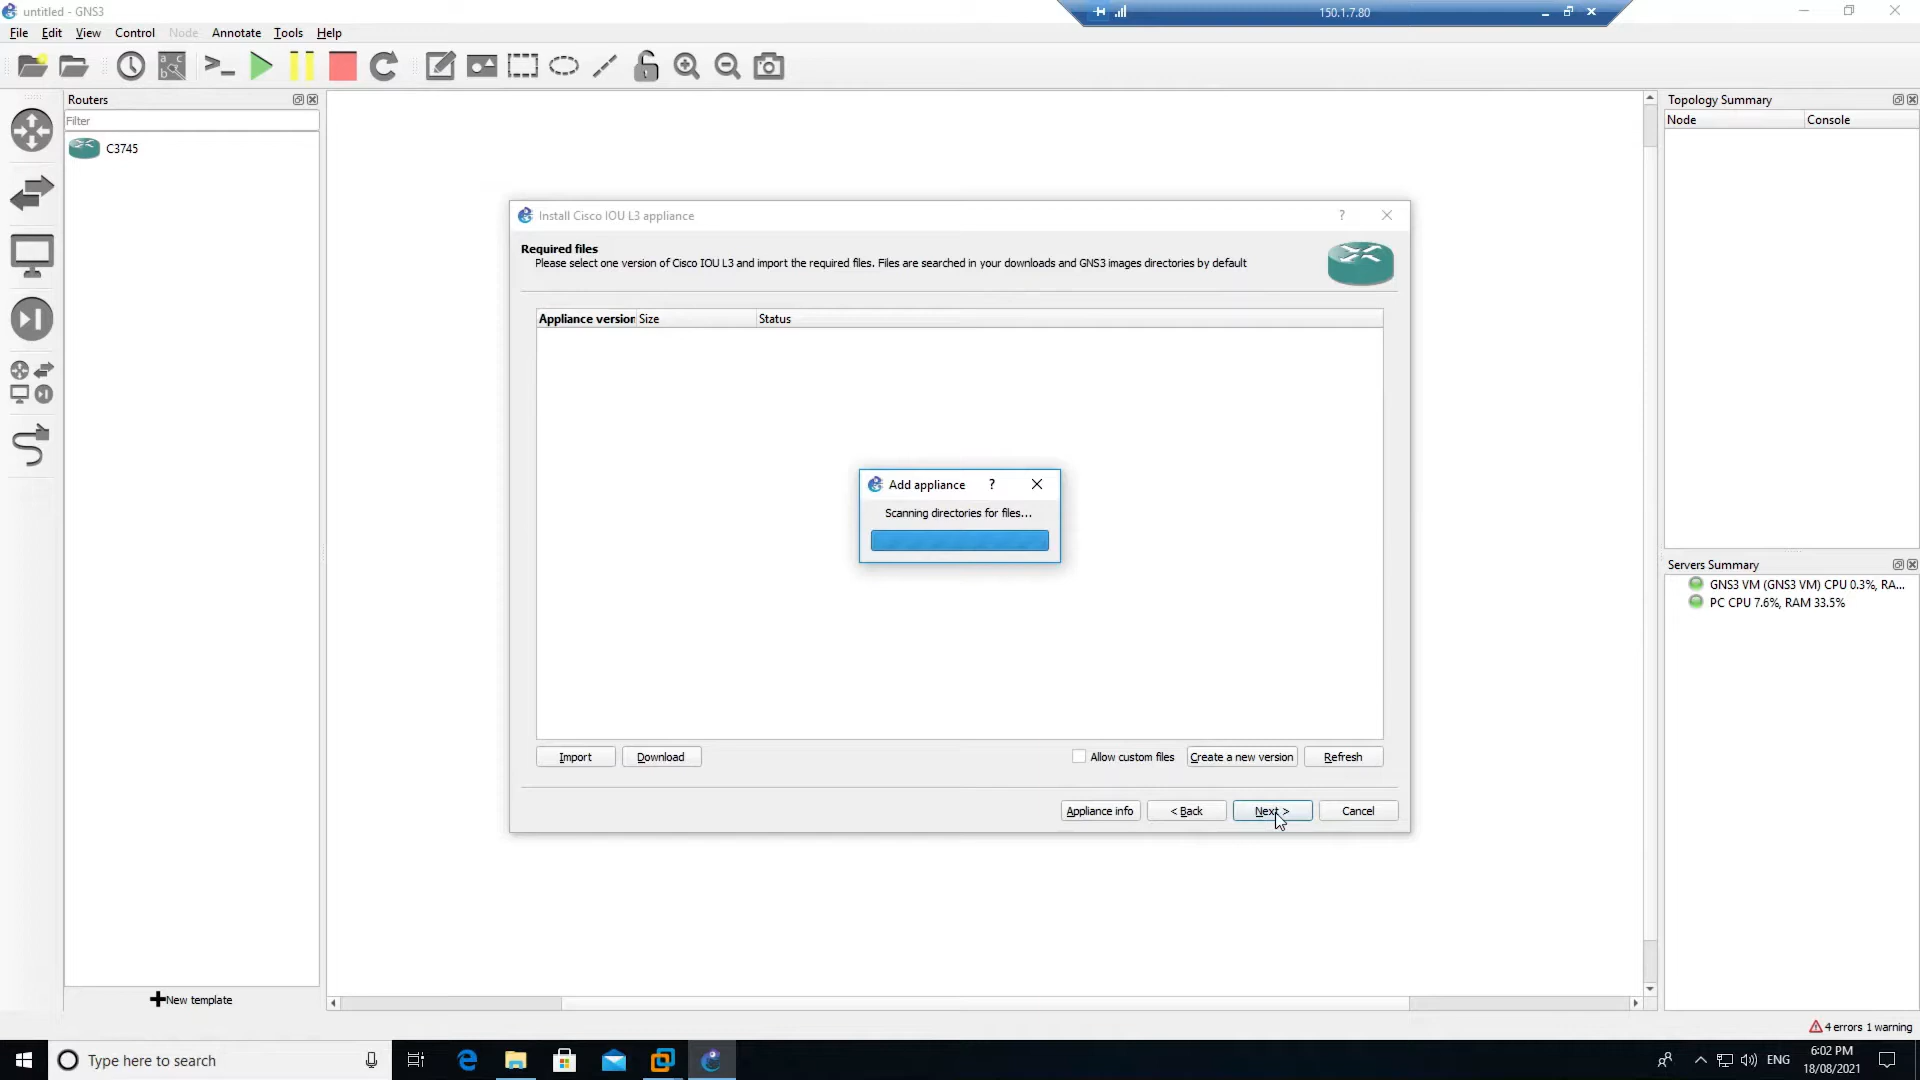 untitled - GNS3
150.1.7.80
File Edit View Control Node Annotate Tools Help
Routers
Filter
C3745
New template
Install Cisco IOU L3 appliance
Required files
Please select one version of Cisco IOU L3 and import the required files. Files are searched in your downloads and GNS3 images directories by default
Appliance version Size Status
Add appliance
Scanning directories for files...
Import Download Allow custom files Create a new version Refresh
Appliance info < Back Next > Cancel
Topology Summary
Node Console
Servers Summary
GNS3 VM (GNS3 VM) CPU 0.3%, RA...
PC CPU 7.6%, RAM 33.5%
4 errors 1 warning
Type here to search
ENG
6:02 PM
18/08/2021